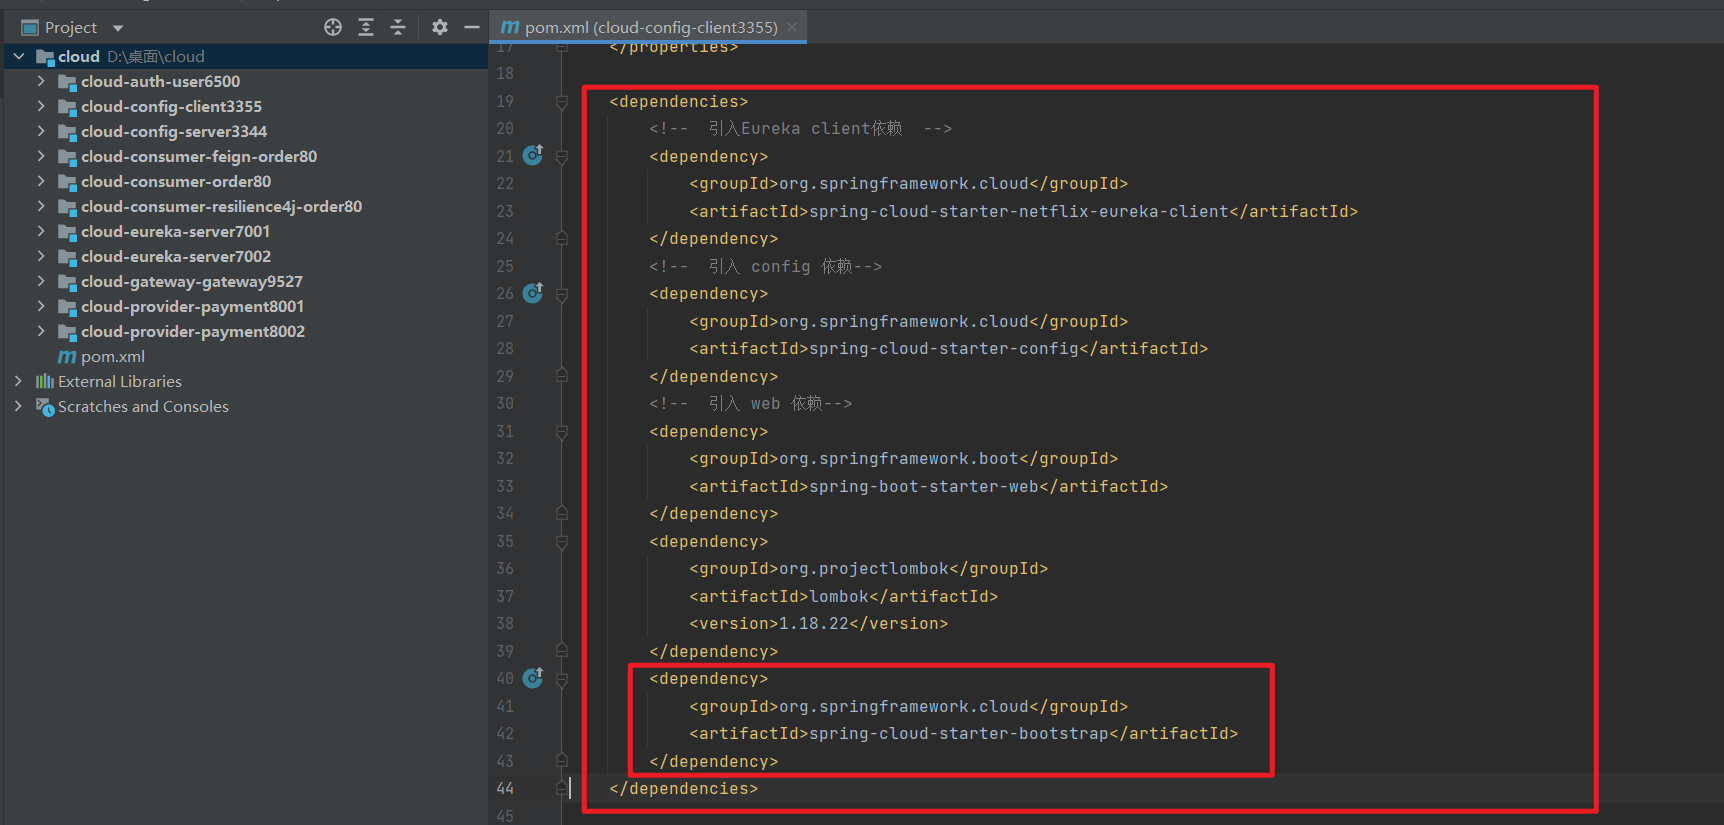 Project
pom.xml (cloud-config-client3355)
cloud D:\桌面\cloud
cloud-auth-user6500
cloud-config-client3355
cloud-config-server3344
cloud-consumer-feign-order80
cloud-consumer-order80
cloud-consumer-resilience4j-order80
cloud-eureka-server7001
cloud-eureka-server7002
cloud-gateway-gateway9527
cloud-provider-payment8001
cloud-provider-payment8002
pom.xml
External Libraries
Scratches and Consoles
17 </properties>
18
19 <dependencies>
20 <!-- 引入Eureka client依赖 -->
21 <dependency>
22 <groupId>org.springframework.cloud</groupId>
23 <artifactId>spring-cloud-starter-netflix-eureka-client</artifactId>
24 </dependency>
25 <!-- 引入 config 依赖-->
26 <dependency>
27 <groupId>org.springframework.cloud</groupId>
28 <artifactId>spring-cloud-starter-config</artifactId>
29 </dependency>
30 <!-- 引入 web 依赖-->
31 <dependency>
32 <groupId>org.springframework.boot</groupId>
33 <artifactId>spring-boot-starter-web</artifactId>
34 </dependency>
35 <dependency>
36 <groupId>org.projectlombok</groupId>
37 <artifactId>lombok</artifactId>
38 <version>1.18.22</version>
39 </dependency>
40 <dependency>
41 <groupId>org.springframework.cloud</groupId>
42 <artifactId>spring-cloud-starter-bootstrap</artifactId>
43 </dependency>
44 </dependencies>
45